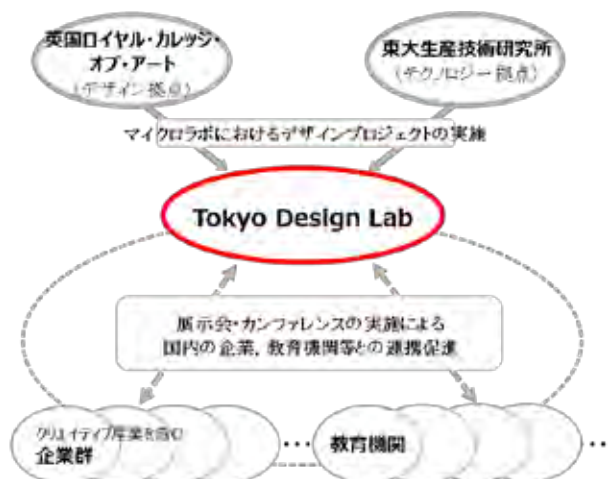 英国ロイヤル・カレッジ・
オブ・アート
(デザイン拠点)
東大生産技術研究所
(テクノロジー拠点)
マイクロラボにおけるデザインプロジェクトの実施
Tokyo Design Lab
展示会・カンファレンスの実施による
国内の企業、教育機関等との連携促進
クリエイティブ産業を含む
企業群
・・・
教育機関
・・